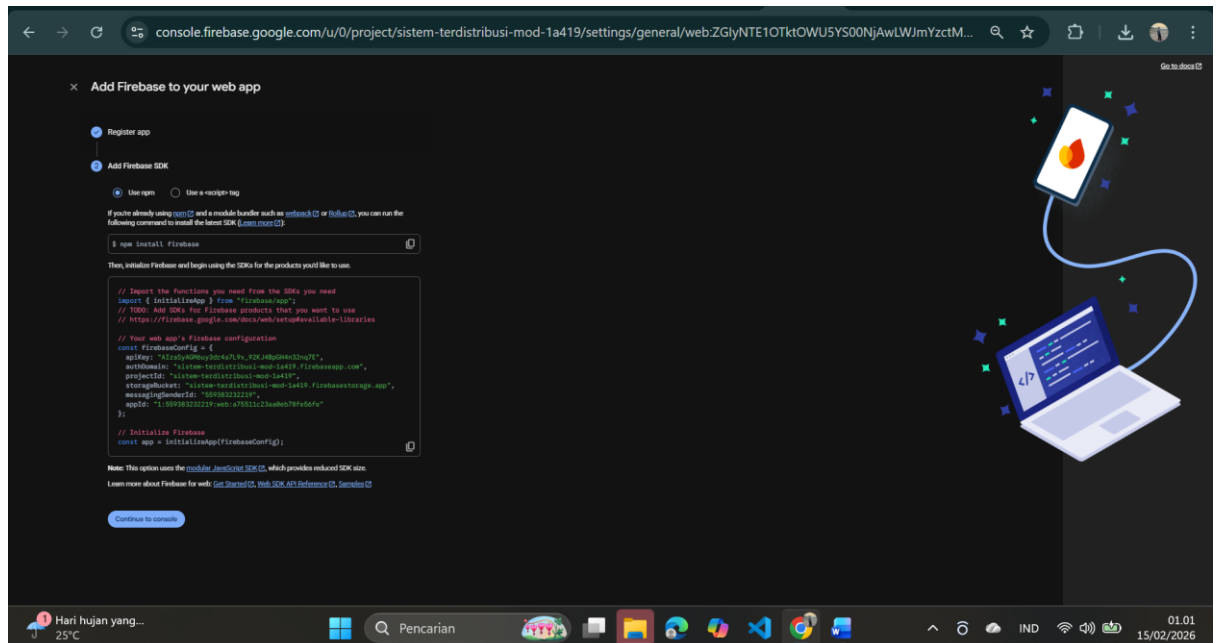 console.firebase.google.com/u/0/project/sistem-terdistribusi-mod-1a419/settings/general/web:ZGIyNTE1OTktOWU5YS00NjAwLWJmYzctM...
Go to docs
Add Firebase to your web app
Register app
2 Add Firebase SDK
Use npm Use a <script> tag
If you're already using npm and a module bundler such as webpack or Rollup, you can run the
following command to install the latest SDK (Learn more):
$ npm install firebase
Then, initialize Firebase and begin using the SDKs for the products you'd like to use.
// Import the functions you need from the SDKs you need
import { initializeApp } from "firebase/app";
// TODO: Add SDKs for Firebase products that you want to use
// https://firebase.google.com/docs/web/setup#available-libraries
// Your web app's Firebase configuration
const firebaseConfig = {
apiKey:
authDomain: "sistem-terdistribusi-mod-1a419.firebaseapp.com",
projectId: "sistem-terdistribusi-mod-1a419",
storageBucket: "sistem-terdistribusi-mod-1a419.firebasestorage.app",
messagingSenderId: "559383232219",
appId:
};
// Initialize Firebase
const app = initializeApp(firebaseConfig);
Note: This option uses the modular JavaScript SDK, which provides reduced SDK size.
Learn more about Firebase for web: Get Started, Web SDK API Reference, Samples
Continue to console
</>
1
Hari hujan yang...
25°C
Pencarian
IND
01.01
15/02/2026